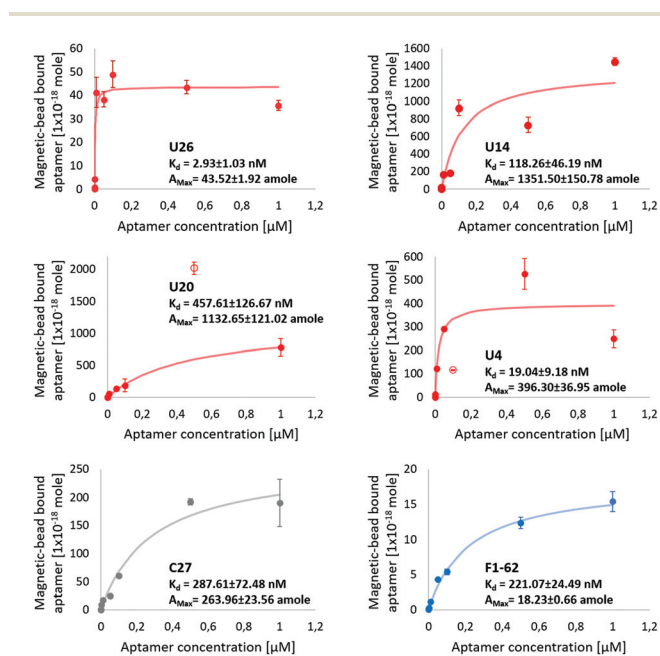 Magnetic-bead bound
aptamer [1x10⁻¹⁸ mole]
60
50
40
30
20
10
0
U26
K_d = 2.93±1.03 nM
A_Max= 43.52±1.92 amole
0 0,2 0,4 0,6 0,8 1 1,2
Aptamer concentration [µM]
Magnetic-bead bound
aptamer [1x10⁻¹⁸ mole]
1600
1400
1200
1000
800
600
400
200
0
U14
K_d = 118.26±46.19 nM
A_Max= 1351.50±150.78 amole
0 0,2 0,4 0,6 0,8 1 1,2
Aptamer concentration [µM]
Magnetic-bead bound
aptamer [1x10⁻¹⁸ mole]
2000
1500
1000
500
0
U20
K_d = 457.61±126.67 nM
A_Max= 1132.65±121.02 amole
0 0,2 0,4 0,6 0,8 1 1,2
Aptamer concentration [µM]
Magnetic-bead bound
aptamer [1x10⁻¹⁸ mole]
600
500
400
300
200
100
0
U4
K_d = 19.04±9.18 nM
A_Max= 396.30±36.95 amole
0 0,2 0,4 0,6 0,8 1 1,2
Aptamer concentration [µM]
Magnetic-bead bound
aptamer [1x10⁻¹⁸ mole]
250
200
150
100
50
0
C27
K_d = 287.61±72.48 nM
A_Max= 263.96±23.56 amole
0 0,2 0,4 0,6 0,8 1 1,2
Aptamer concentration [µM]
Magnetic-bead bound
aptamer [1x10⁻¹⁸ mole]
20
15
10
5
0
F1-62
K_d = 221.07±24.49 nM
A_Max= 18.23±0.66 amole
0 0,2 0,4 0,6 0,8 1 1,2
Aptamer concentration [µM]